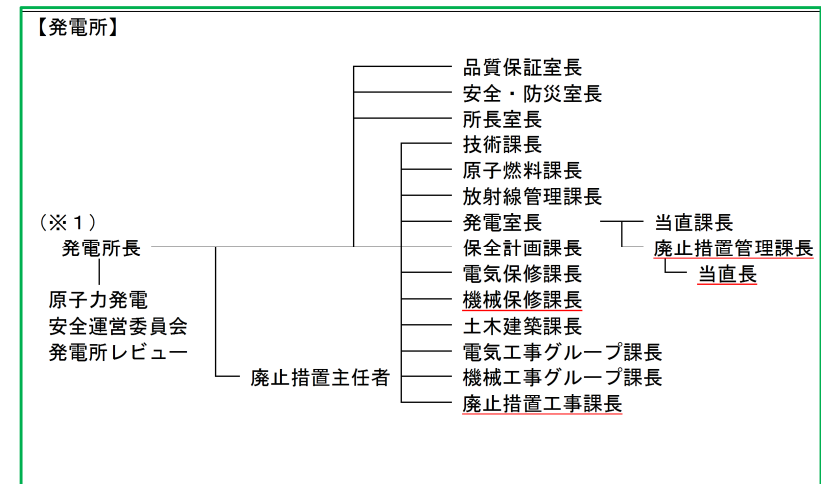 【発電所】
品質保証室長
安全・防災室長
所長室長
技術課長
原子燃料課長
放射線管理課長
(※1)
発電室長
当直課長
発電所長
保全計画課長
廃止措置管理課長
電気保修課長
当直長
原子力発電
安全運営委員会
発電所レビュー
機械保修課長
土木建築課長
電気工事グループ課長
廃止措置主任者
機械工事グループ課長
廃止措置工事課長